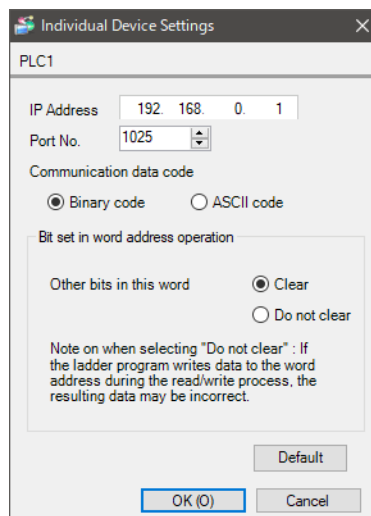 Individual Device Settings
PLC1
IP Address 192. 168. 0. 1
Port No. 1025
Communication data code
Binary code ASCII code
Bit set in word address operation
Other bits in this word Clear
Do not clear
Note on when selecting "Do not clear" : If
the ladder program writes data to the word
address during the read/write process, the
resulting data may be incorrect.
Default
OK (O) Cancel